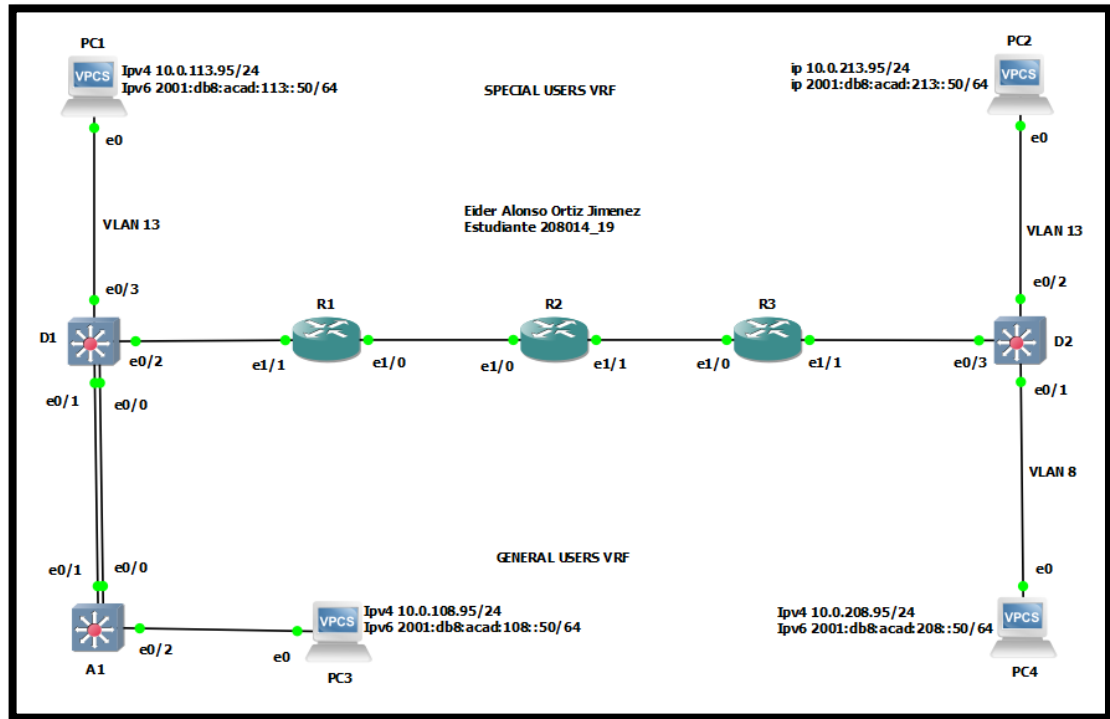 PC1
VPCS
Ipv4 10.0.113.95/24
Ipv6 2001:db8:acad:113::50/64
e0
SPECIAL USERS VRF
PC2
ip 10.0.213.95/24
ip 2001:db8:acad:213::50/64
VPCS
e0
VLAN 13
Eider Alonso Ortiz Jimenez
Estudiante 208014_19
VLAN 13
e0/3
e0/2
D1
R1
R2
R3
D2
e0/2
e1/1
e1/0
e1/0
e1/1
e1/0
e1/1
e0/3
e0/1
e0/0
e0/1
VLAN 8
GENERAL USERS VRF
e0/1
e0/0
e0
A1
e0/2
e0
VPCS
Ipv4 10.0.108.95/24
Ipv6 2001:db8:acad:108::50/64
PC3
Ipv4 10.0.208.95/24
Ipv6 2001:db8:acad:208::50/64
VPCS
PC4